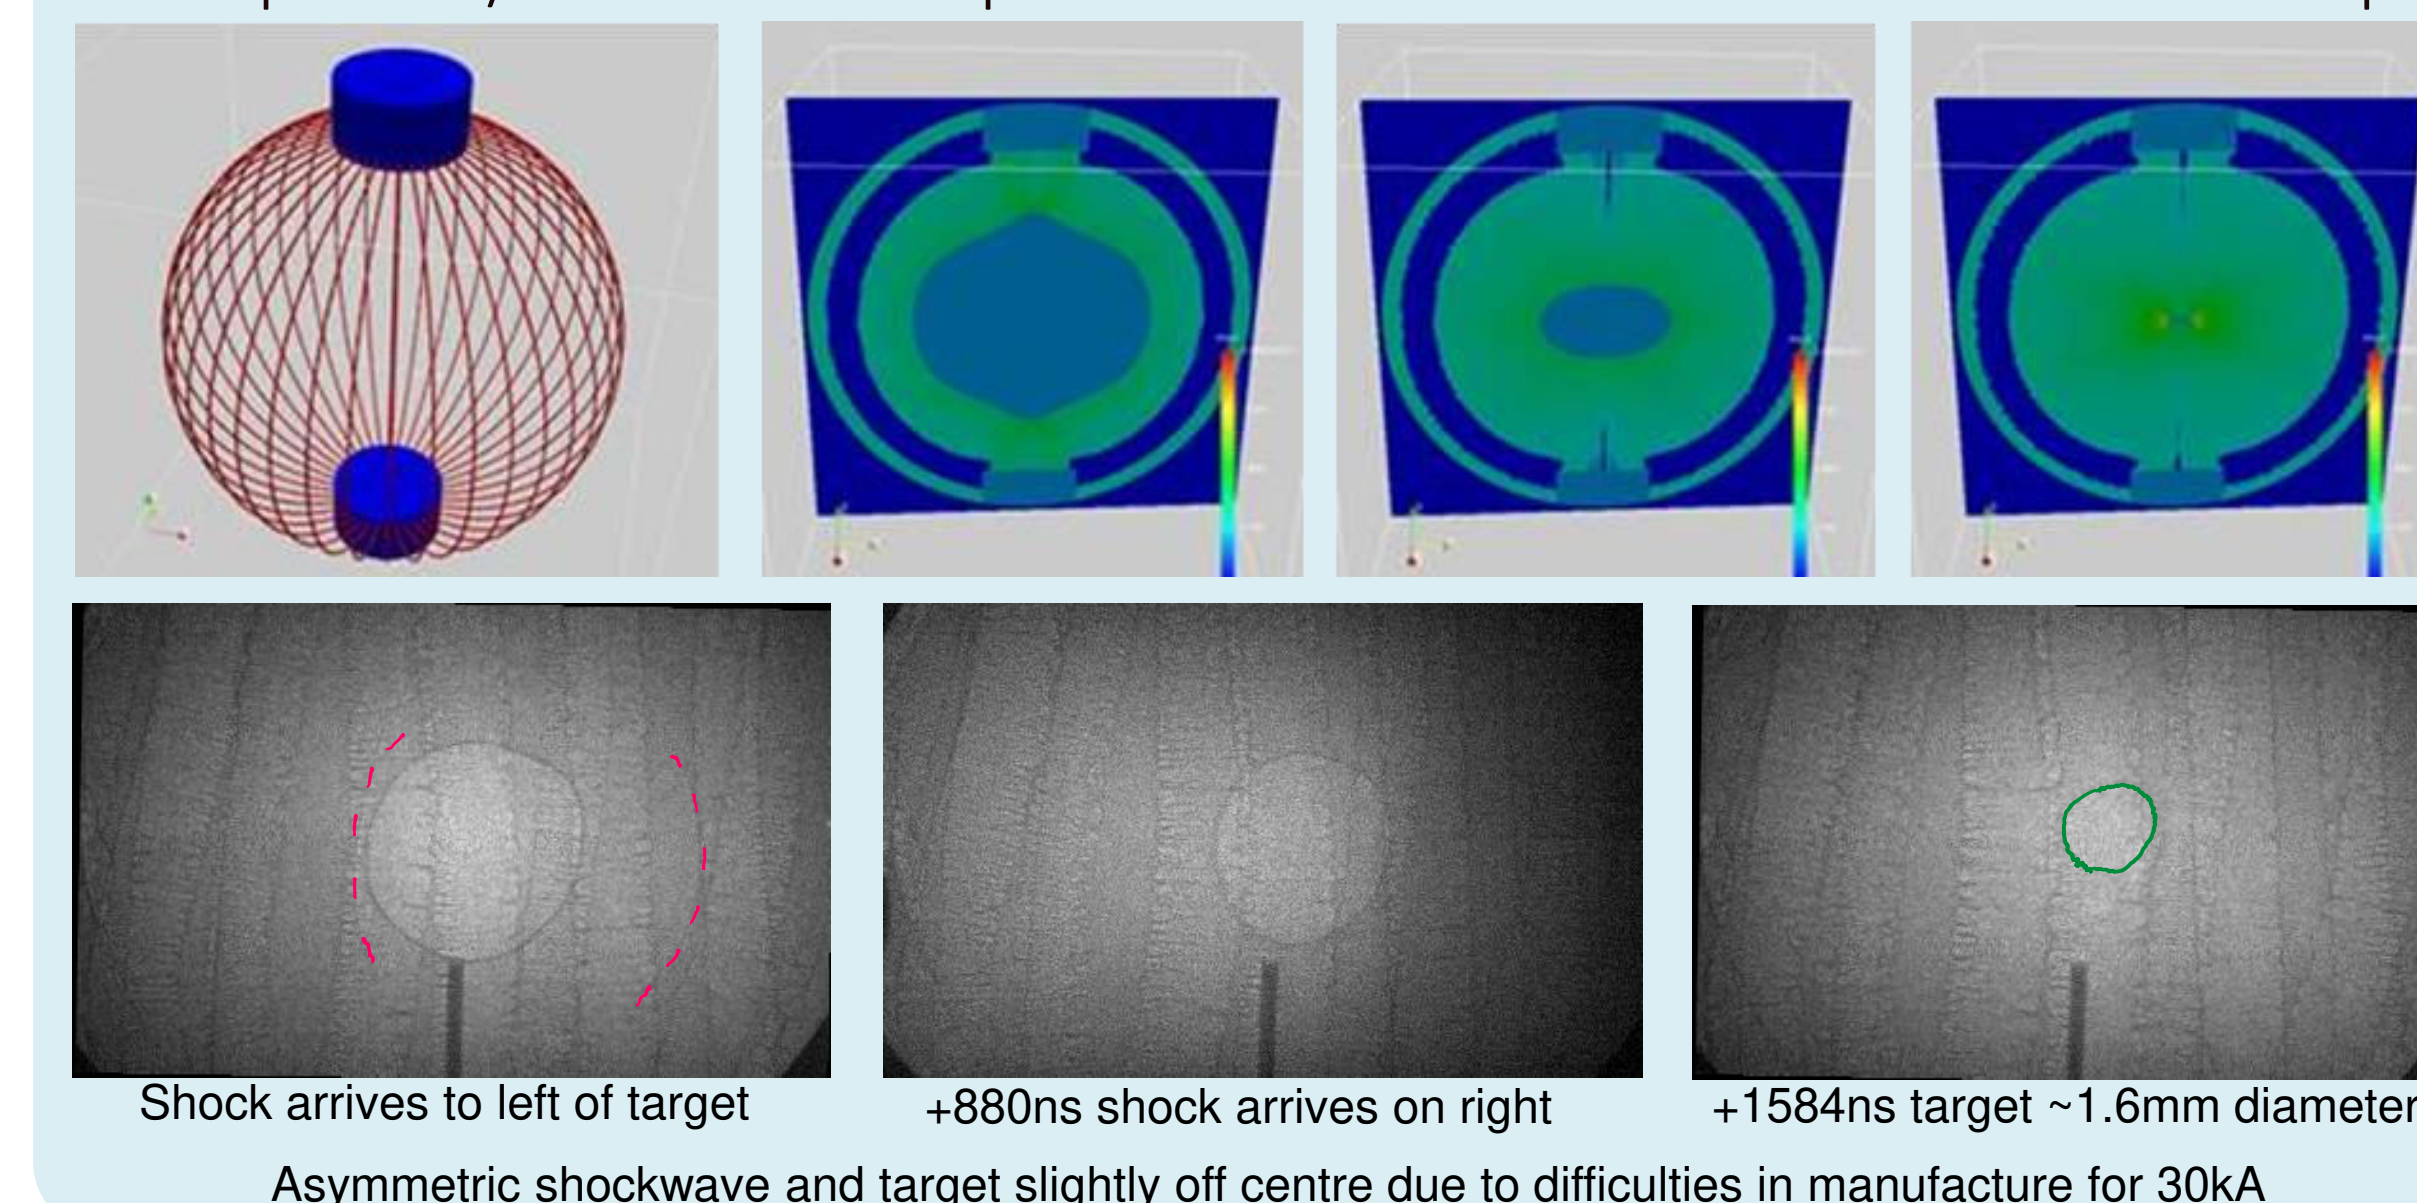 Shock arrives to left of target
+880ns shock arrives on right
+1584ns target ~1.6mm diameter
Asymmetric shockwave and target slightly off centre due to difficulties in manufacture for 30kA